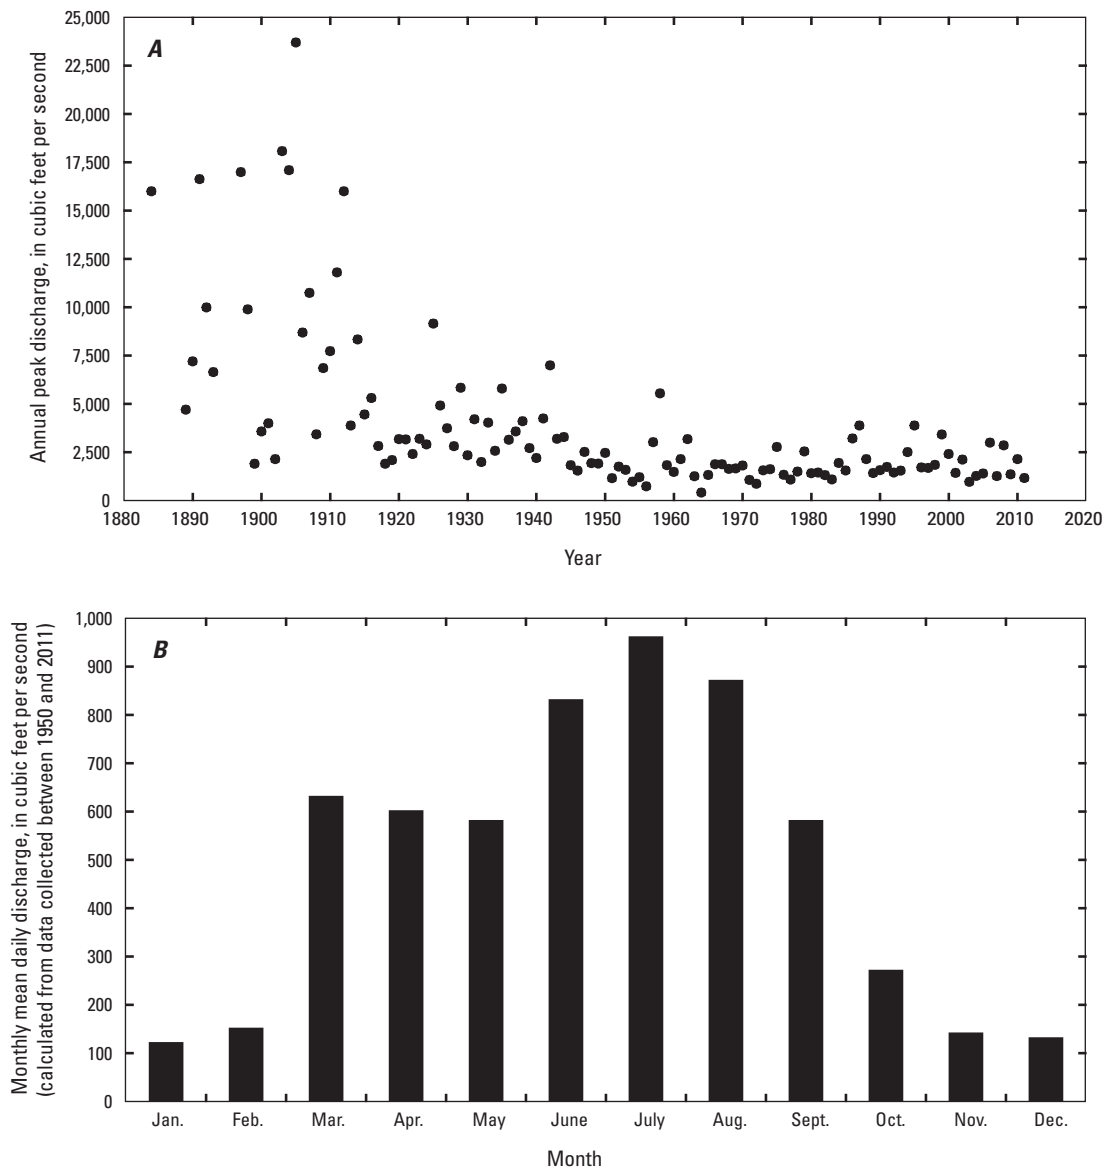 25,000
A
22,500
20,000
17,500
15,000
12,500
10,000
7,500
5,000
2,500
0
Annual peak discharge, in cubic feet per second
1880 1890 1900 1910 1920 1930 1940 1950 1960 1970 1980 1990 2000 2010 2020
Year
1,000
B
900
800
700
600
500
400
300
200
100
0
Monthly mean daily discharge, in cubic feet per second
(calculated from data collected between 1950 and 2011)
Jan. Feb. Mar. Apr. May June July Aug. Sept. Oct. Nov. Dec.
Month